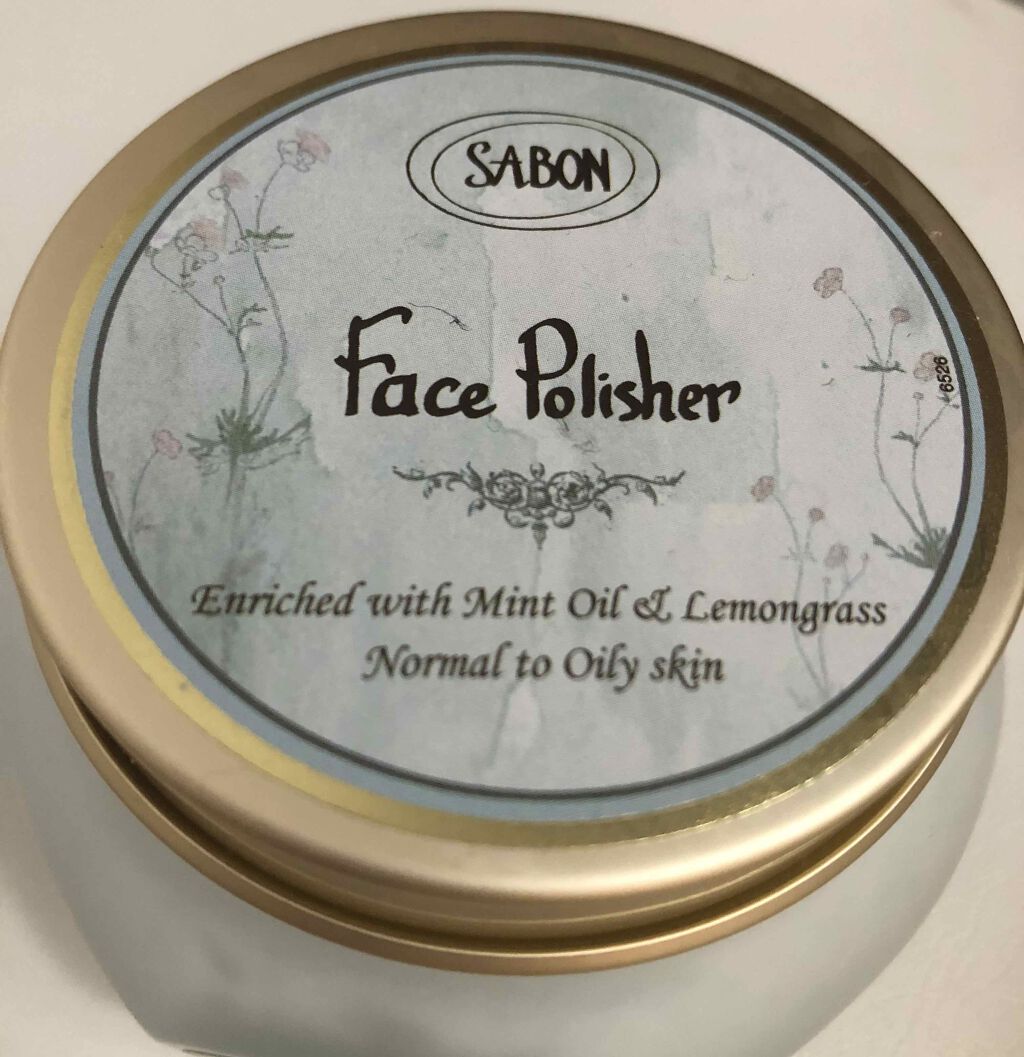 SABON
Face Polisher
6526
Enriched with Mint Oil & Lemongrass
Normal to Oily skin